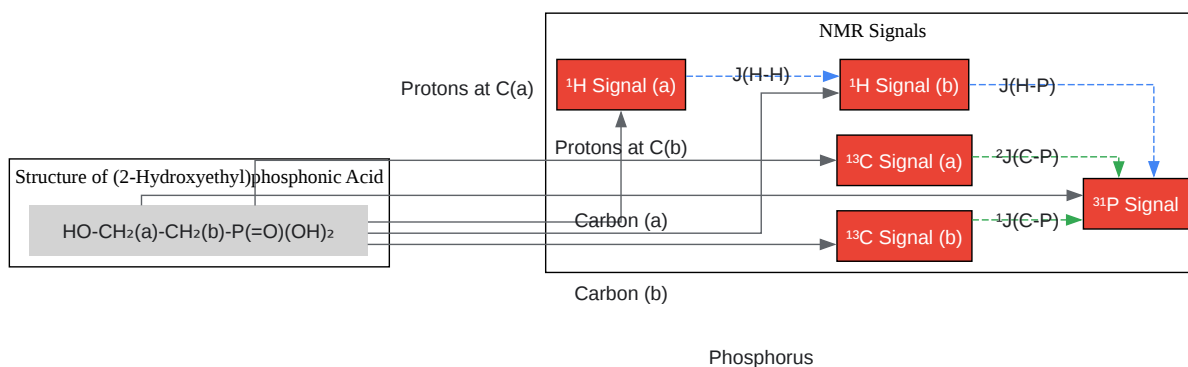 NMR Signals
¹H Signal (a)
J(H-H)
¹H Signal (b)
J(H-P)
Protons at C(a)
Protons at C(b)
¹³C Signal (a)
²J(C-P)
Structure of (2-Hydroxyethyl)phosphonic Acid
HO-CH₂(a)-CH₂(b)-P(=O)(OH)₂
Carbon (a)
³¹P Signal
¹³C Signal (b)
¹J(C-P)
Carbon (b)
Phosphorus